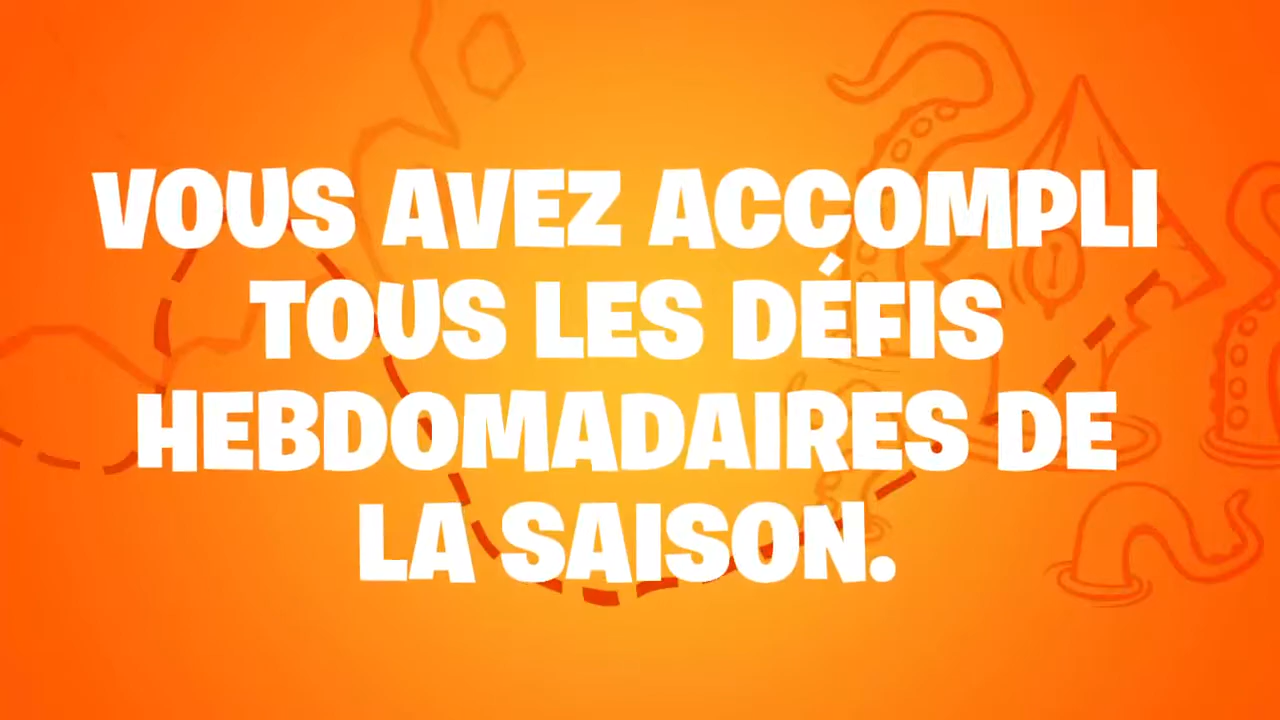 VOUS AVEZ ACCOMPLI
TOUS LES DÉFIS
HEBDOMADAIRES DE
LA SAISON.